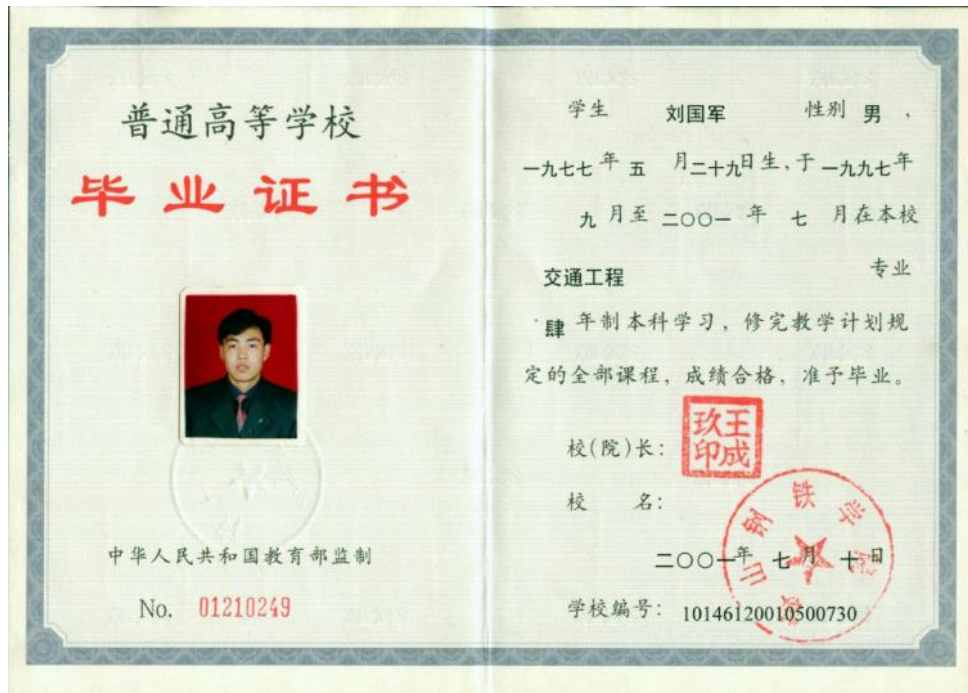 普通高等学校
毕业证书
中华人民共和国教育部监制
No. 01210249
学生 刘国军 性别 男，
一九七七年五月二十九日生，于一九九七年
九月至二〇〇一年七月在本校
交通工程 专业
肆年制本科学习，修完教学计划规
定的全部课程，成绩合格，准予毕业。
校(院)长：
王成玖印
校 名：
鞍山钢铁学院
二〇〇一年七月十日
学校编号：10146120010500730